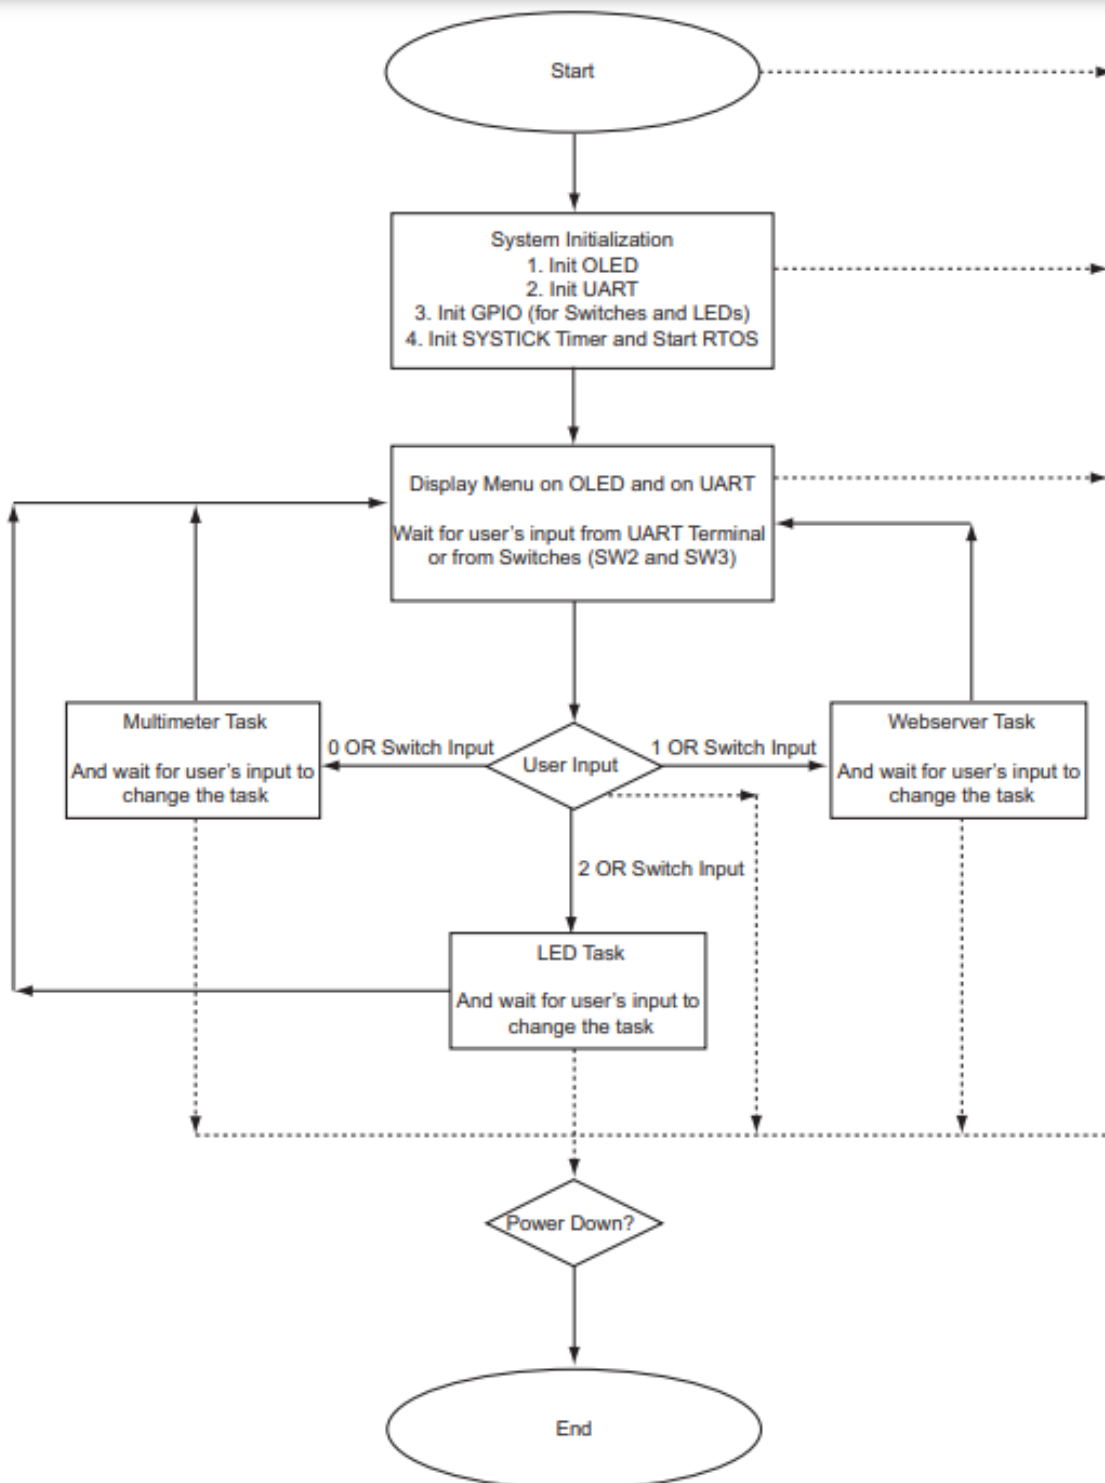 Start
System Initialization
1. Init OLED
2. Init UART
3. Init GPIO (for Switches and LEDs)
4. Init SYSTICK Timer and Start RTOS
Display Menu on OLED and on UART
Wait for user's input from UART Terminal
or from Switches (SW2 and SW3)
Multimeter Task
And wait for user's input to
change the task
0 OR Switch Input
User Input
1 OR Switch Input
Webserver Task
And wait for user's input to
change the task
2 OR Switch Input
LED Task
And wait for user's input to
change the task
Power Down?
End